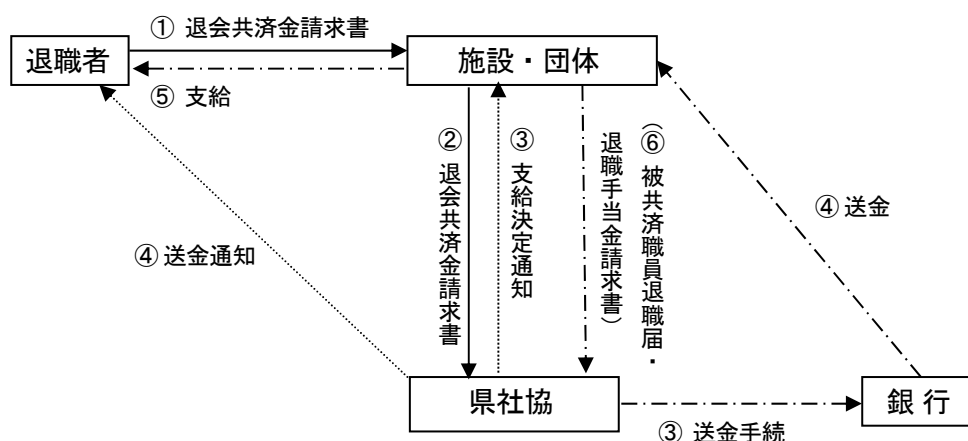 ① 退会共済金請求書
退職者
施設・団体
⑤ 支給
② 退会共済金請求書
③ 支給決定通知
(⑥ 被共済職員退職届・
退職手当金請求書)
④ 送金
④ 送金通知
県社協
銀 行
③ 送金手続